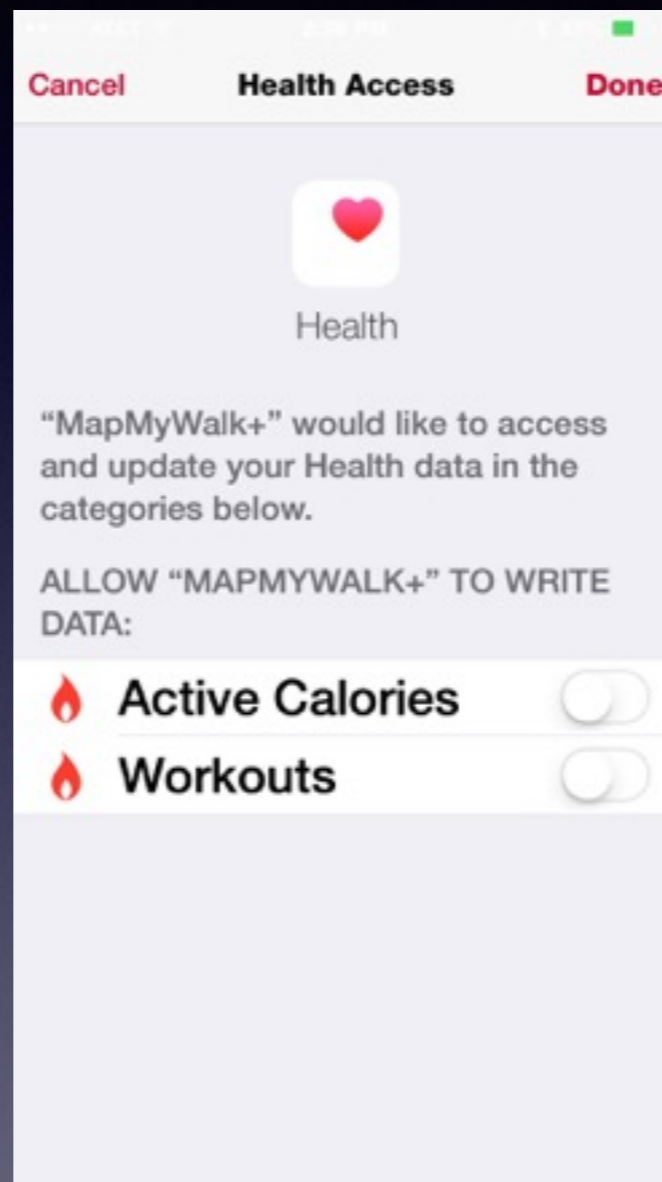 Cancel Health Access Done
Health
“MapMyWalk+” would like to access
and update your Health data in the
categories below.
ALLOW “MAPMYWALK+” TO WRITE
DATA:
Active Calories
Workouts